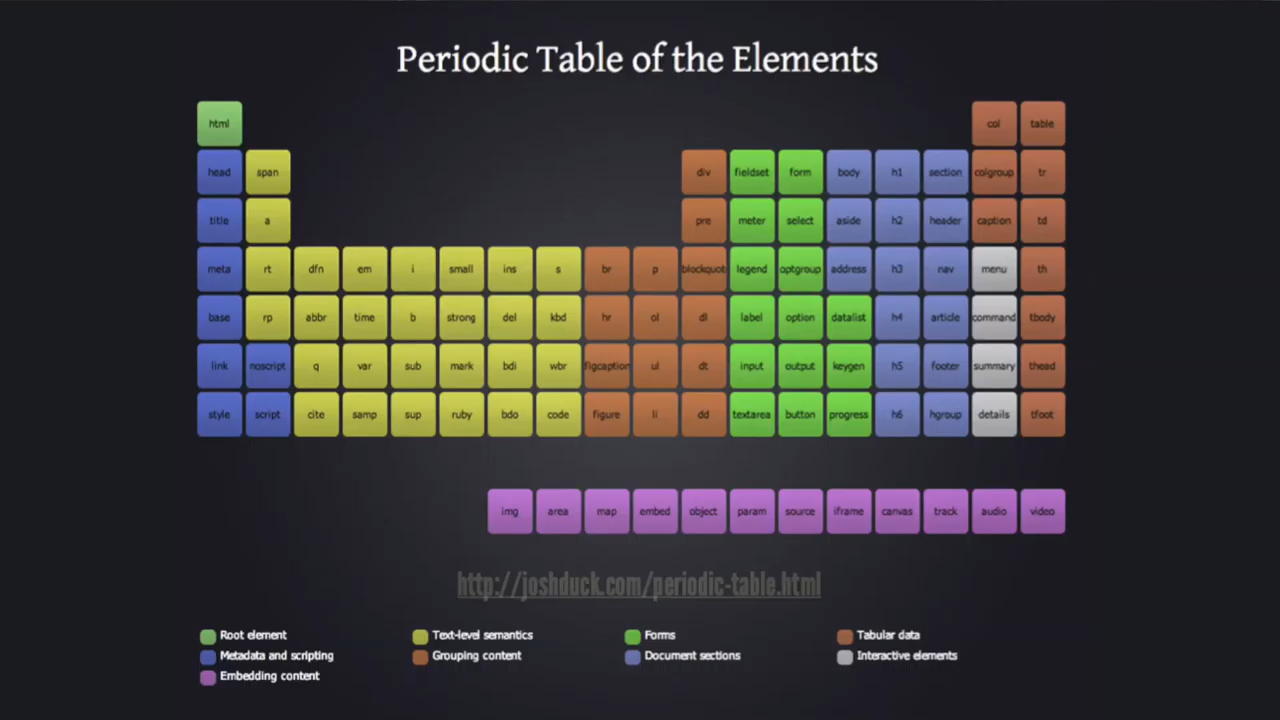 Periodic Table of the Elements
html col table
head span div fieldset form body h1 section colgroup tr
title a pre meter select aside h2 header caption td
meta rt dfn em i small ins s br p blockquot legend optgroup address h3 nav menu th
base rp abbr time b strong del kbd hr ol dl label option datalist h4 article command tbody
link noscript q var sub mark bdi wbr figcaption ul dt input output keygen h5 footer summary thead
style script cite samp sup ruby bdo code figure li dd textarea button progress h6 hgroup details tfoot
img area map embed object param source iframe canvas track audio video
http://joshduck.com/periodic-table.html
Root element Text-level semantics Forms Tabular data
Metadata and scripting Grouping content Document sections Interactive elements
Embedding content